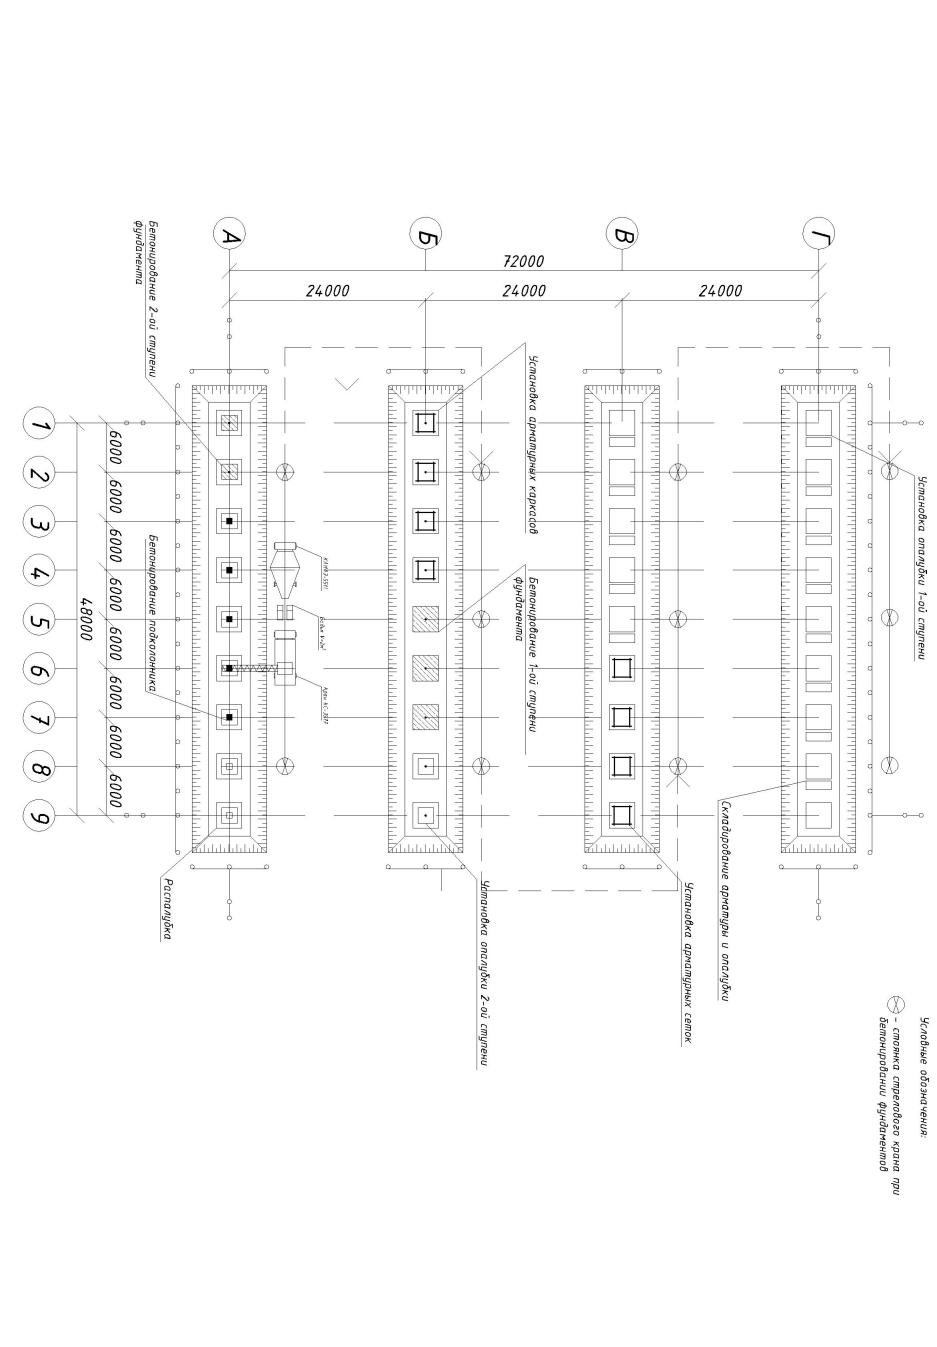 Г
В
Б
А
72000
24000
24000
24000
Установка опалубки 1-ой ступени
Установка арматурных каркасов
Бетонирование 1-ой ступени
фундамента
Складирование арматуры и опалубки
Установка арматурных сеток
Установка опалубки 2-ой ступени
Бетонирование 2-ой ступени
фундамента
Бетонирование подколонника
Распалубка
6000
6000
6000
6000
6000
6000
6000
6000
48000
1
2
3
4
5
6
7
8
9
Условные обозначения:
- стоянка стрелового крана при
бетонировании фундаментов